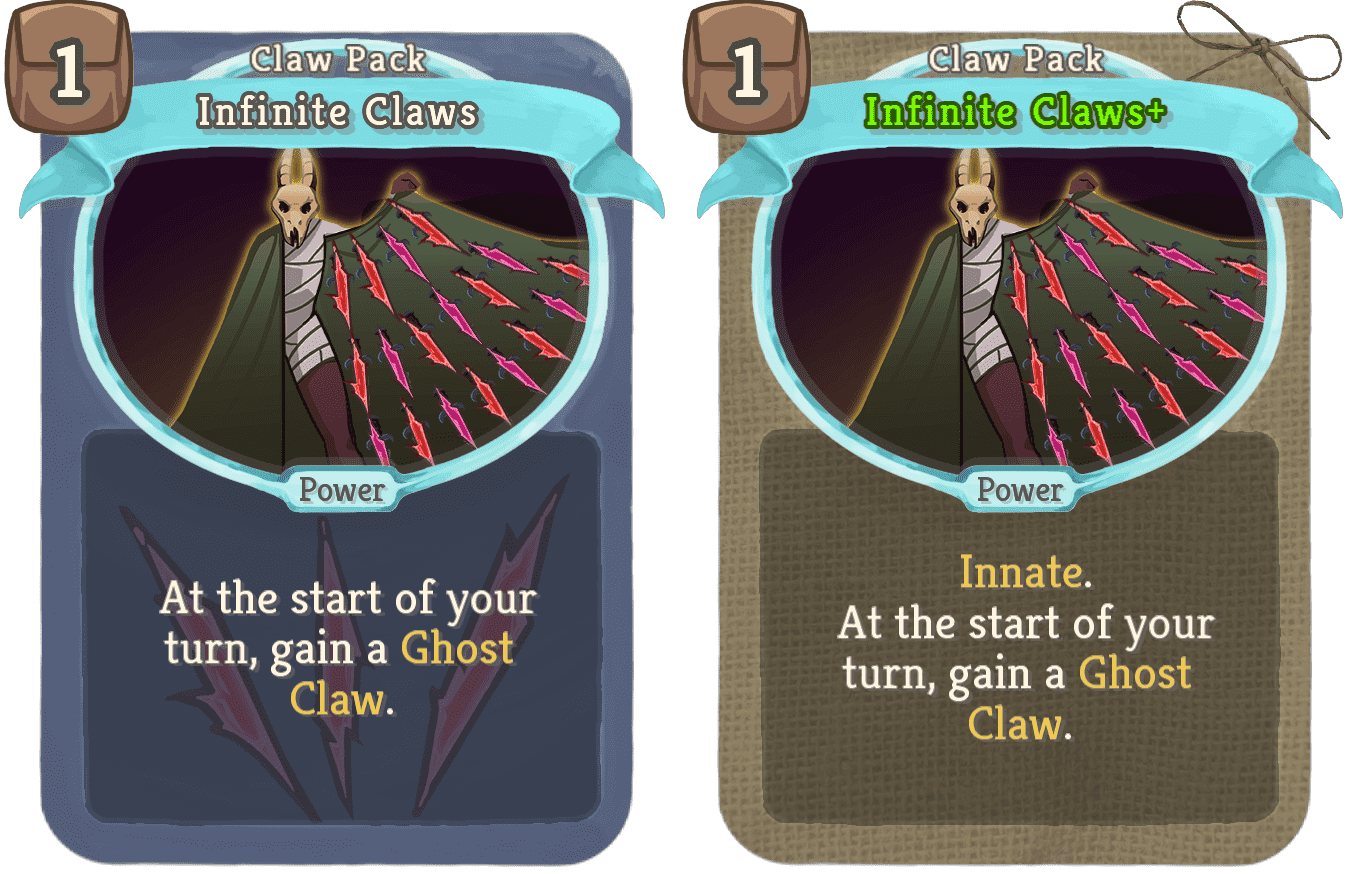 1
Claw Pack
Infinite Claws
Power
At the start of your
turn, gain a Ghost
Claw.
1
Claw Pack
Infinite Claws+
Power
Innate.
At the start of your
turn, gain a Ghost
Claw.